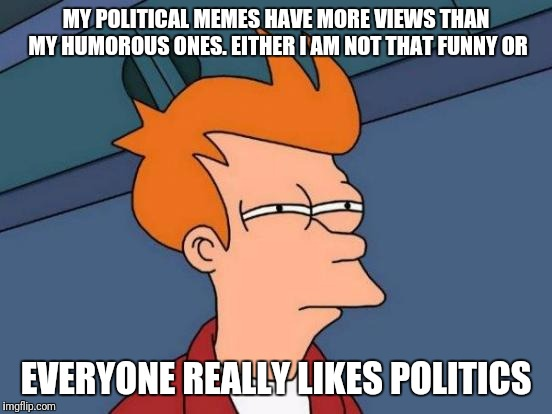 MY POLITICAL MEMES HAVE MORE VIEWS THAN
MY HUMOROUS ONES. EITHER I AM NOT THAT FUNNY OR
EVERYONE REALLY LIKES POLITICS
imgflip.com